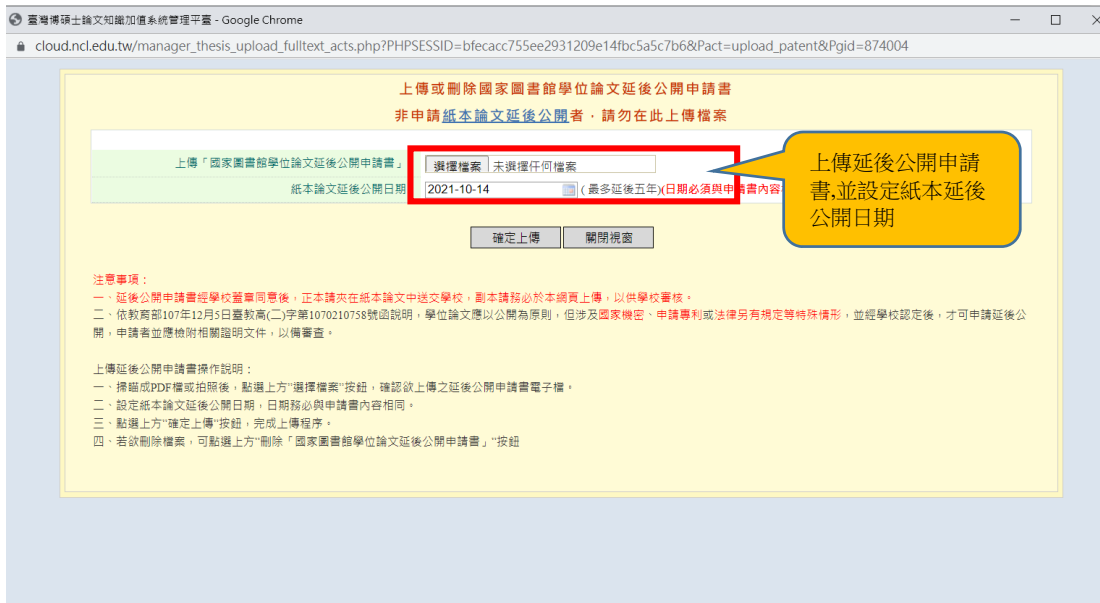 臺灣博碩士論文知識加值系統管理平臺 - Google Chrome
cloud.ncl.edu.tw/manager_thesis_upload_fulltext_acts.php?PHPSESSID=bfecacc755ee2931209e14fbc5a5c7b6&Pact=upload_patent&Pgid=874004
上傳或刪除國家圖書館學位論文延後公開申請書
非申請紙本論文延後公開者，請勿在此上傳檔案
上傳「國家圖書館學位論文延後公開申請書」
選擇檔案 未選擇任何檔案
紙本論文延後公開日期
2021-10-14 (最多延後五年)(日期必須與申請書內容
上傳延後公開申請
書,並設定紙本延後
公開日期
確定上傳 關閉視窗
注意事項：
一、延後公開申請書經學校蓋章同意後，正本請夾在紙本論文中送交學校，副本請務必於本網頁上傳，以供學校審核。
二、依教育部107年12月5日臺教高(二)字第1070210758號函說明，學位論文應以公開為原則，但涉及國家機密、申請專利或法律另有規定等特殊情形，並經學校認定後，才可申請延後公
開，申請者並應檢附相關證明文件，以備審查。
上傳延後公開申請書操作說明：
一、掃瞄成PDF檔或拍照後，點選上方"選擇檔案"按鈕，確認欲上傳之延後公開申請書電子檔。
二、設定紙本論文延後公開日期，日期務必與申請書內容相同。
三、點選上方"確定上傳"按鈕，完成上傳程序。
四、若欲刪除檔案，可點選上方"刪除「國家圖書館學位論文延後公開申請書」"按鈕